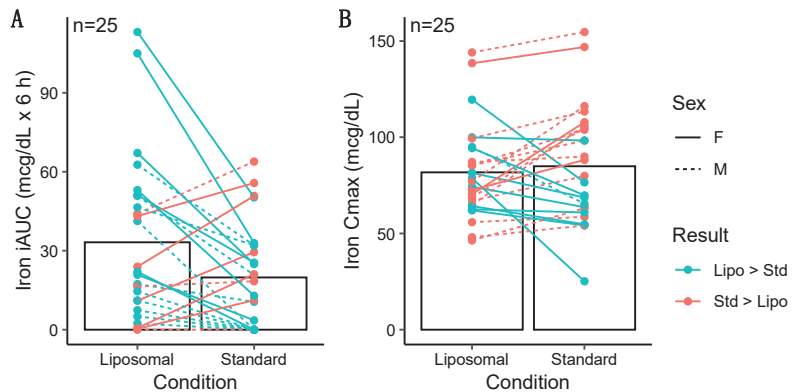 A
n=25
Iron iAUC (mcg/dL x 6 h)
90
60
30
0
Liposomal Standard
Condition
B
n=25
Iron Cmax (mcg/dL)
150
100
50
0
Liposomal Standard
Condition
Sex
F
M
Result
Lipo > Std
Std > Lipo